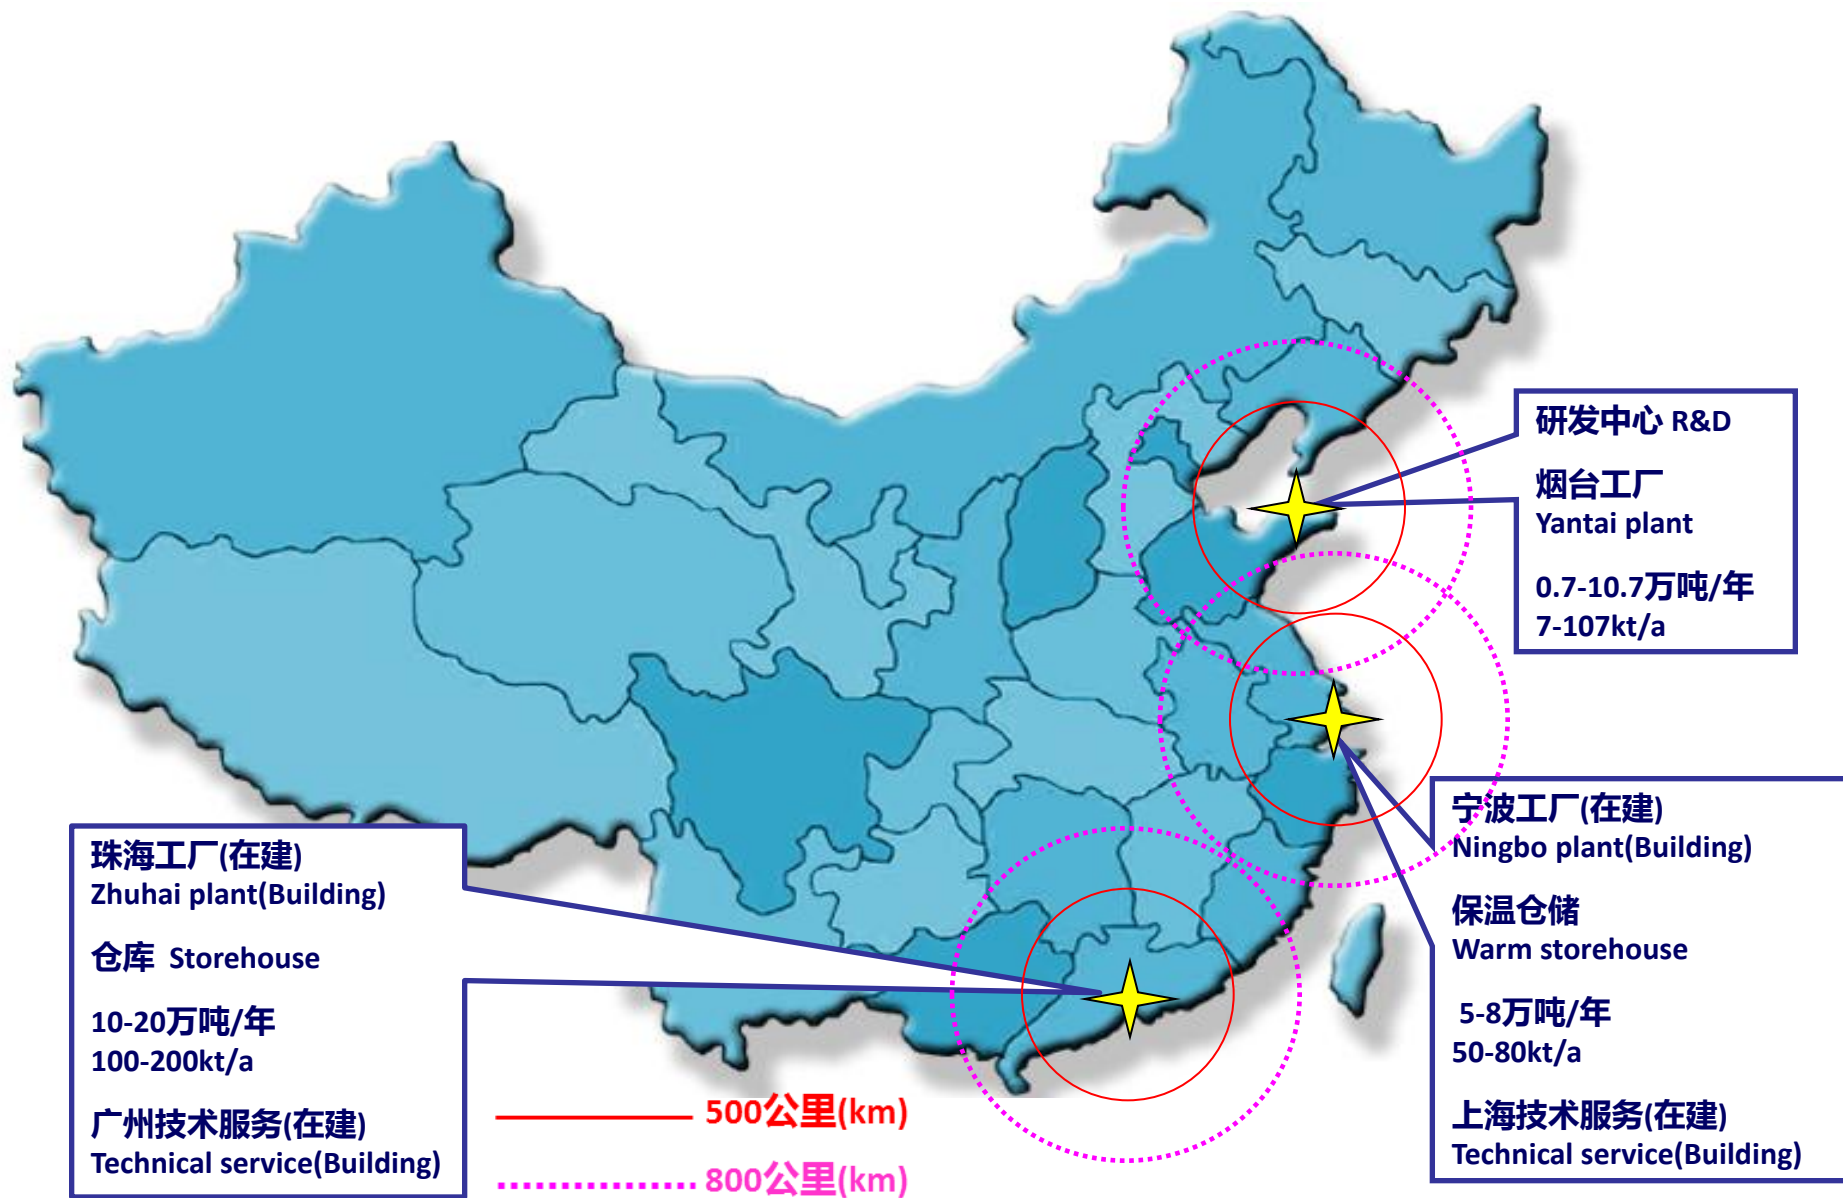 研发中心 R&D
烟台工厂
Yantai plant
0.7-10.7万吨/年
7-107kt/a
宁波工厂(在建)
Ningbo plant(Building)
保温仓储
Warm storehouse
5-8万吨/年
50-80kt/a
上海技术服务(在建)
Technical service(Building)
珠海工厂(在建)
Zhuhai plant(Building)
仓库 Storehouse
10-20万吨/年
100-200kt/a
广州技术服务(在建)
Technical service(Building)
500公里(km)
800公里(km)